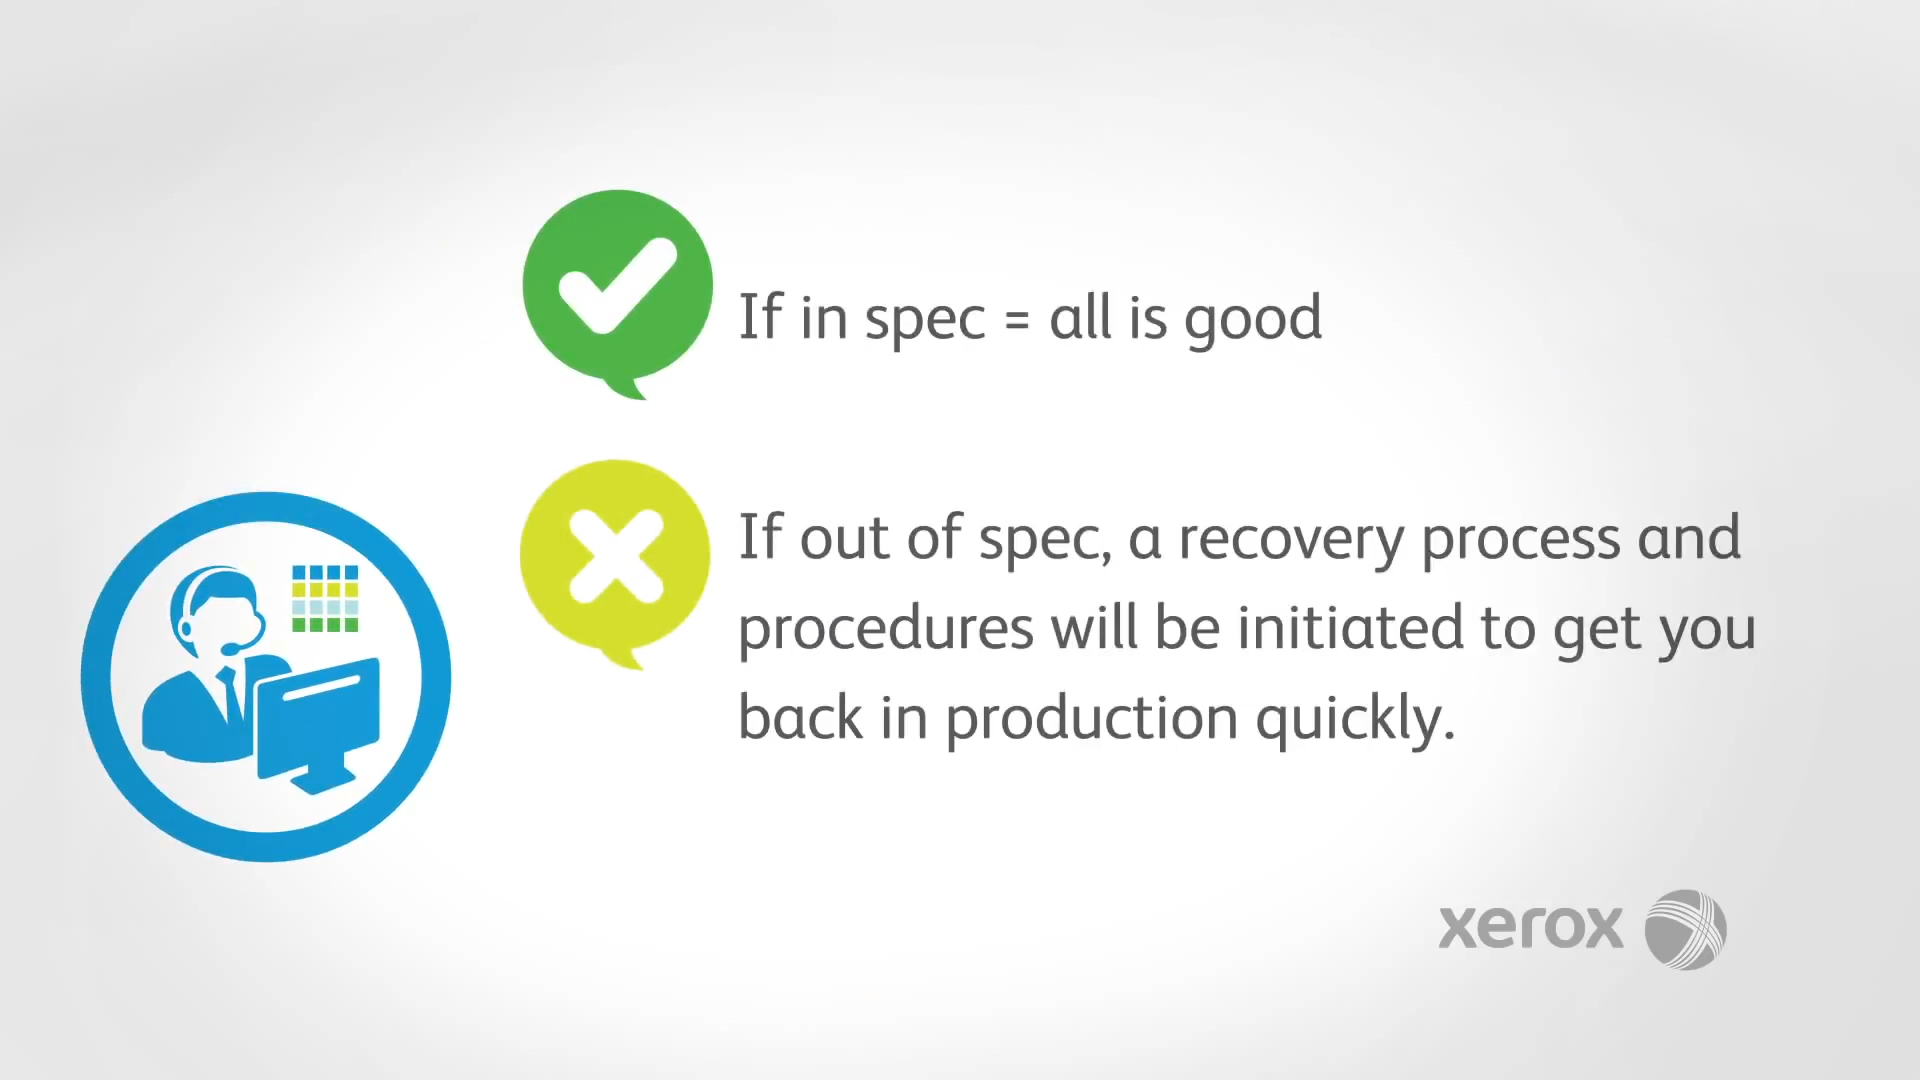 If in spec = all is good
If out of spec, a recovery process and
procedures will be initiated to get you
back in production quickly.
xerox